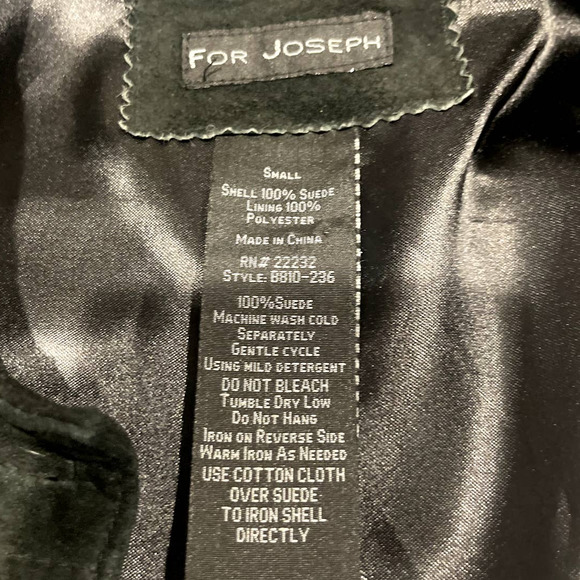 FOR JOSEPH
SMALL
SHELL 100% SUEDE
LINING 100%
POLYESTER
MADE IN CHINA
RN# 22232
STYLE: B810-236
100%SUEDE
MACHINE WASH COLD
SEPARATELY
GENTLE CYCLE
USING MILD DETERGENT
DO NOT BLEACH
TUMBLE DRY LOW
DO NOT HANG
IRON ON REVERSE SIDE
WARM IRON AS NEEDED
USE COTTON CLOTH
OVER SUEDE
TO IRON SHELL
DIRECTLY